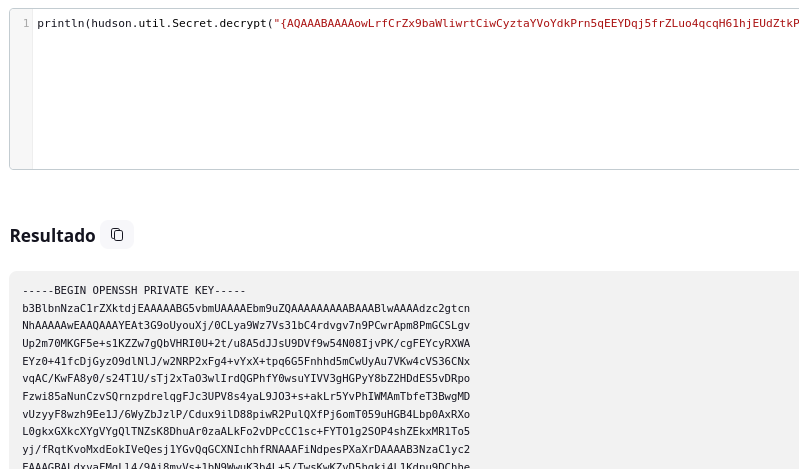 1 println(hudson.util.Secret.decrypt("{AQAAABAAAAowLrfCrZx9baWliwrtCiwCyztaYVoYdkPrn5qEEYDqj5frZLuo4qcqH61hjEUdZtkP
Resultado
-----BEGIN OPENSSH PRIVATE KEY-----
b3BlbnNzaC1rZXktdjEAAAAABG5vbmUAAAAEbm9uZQAAAAAAAAABAAABlwAAAAdzc2gtcn
NhAAAAAwEAAQAAAYEAt3G9oUyouXj/0CLya9Wz7Vs31bC4rdvgv7n9PCwrApm8PmGCSLgv
Up2m70MKGF5e+s1KZZw7gQbVHRI0U+2t/u8A5dJJsU9DVf9w54N08IjvPK/cgFEYcyRXWA
EYz0+41fcDjGyzO9dlNlJ/w2NRP2xFg4+vYxX+tpq6G5Fnhhd5mCwUyAu7VKw4cVS36CNx
vqAC/KwFA8y0/s24T1U/sTj2xTaO3wlIrdQGPhfY0wsuYIVV3gHGPyY8bZ2HDdES5vDRpo
Fzwi85aNunCzvSQrnzpdrelqgFJc3UPV8s4yaL9JO3+s+akLr5YvPhIWMAmTbfeT3BwgMD
vUzyyF8wzh9Ee1J/6WyZbJzlP/Cdux9ilD88piwR2PulQXfPj6omT059uHGB4Lbp0AxRXo
L0gkxGXkcXYgVYgQlTNZsK8DhuAr0zaALkFo2vDPcCC1sc+FYTO1g2SOP4shZEkxMR1To5
yj/fRqtKvoMxdEokIVeQesj1YGvQqGCXNIchhfRNAAAFiNdpesPXaXrDAAAAB3NzaC1yc2